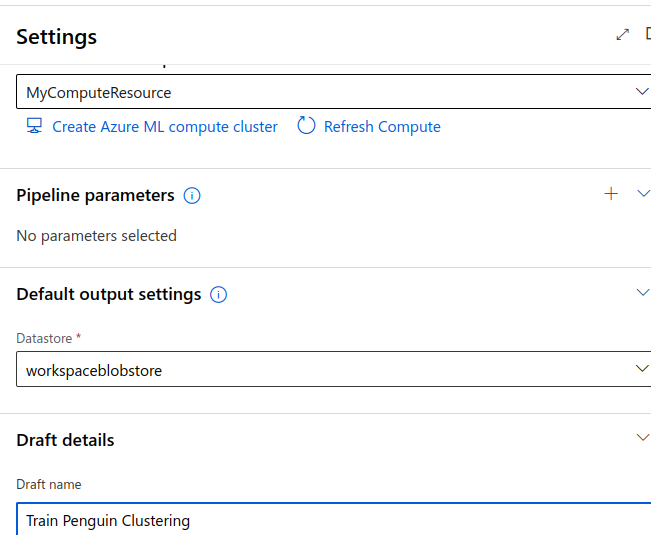 Settings
MyComputeResource
Create Azure ML compute cluster Refresh Compute
Pipeline parameters
No parameters selected
Default output settings
Datastore *
workspaceblobstore
Draft details
Draft name
Train Penguin Clustering